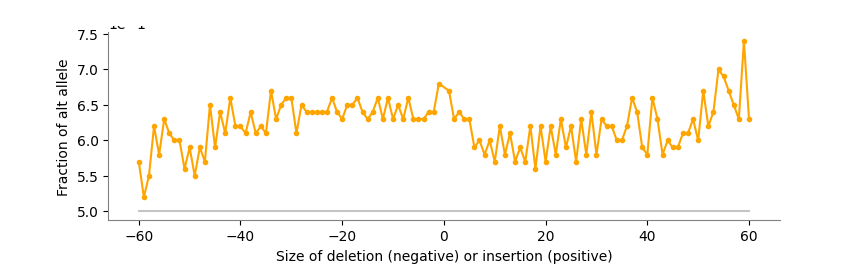 7.5
7.0
6.5
6.0
5.5
5.0
Fraction of alt allele
−60 −40 −20 0 20 40 60
Size of deletion (negative) or insertion (positive)